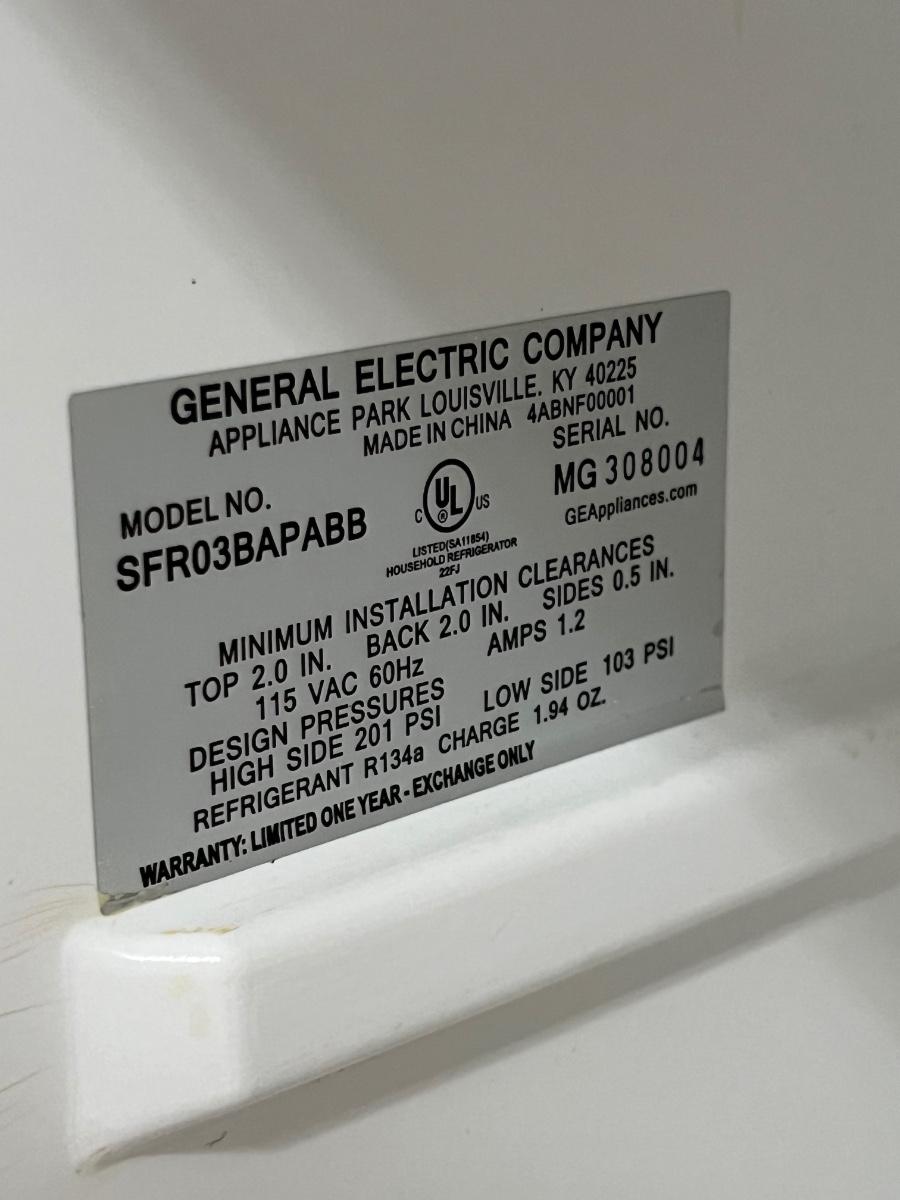 GENERAL ELECTRIC COMPANY
APPLIANCE PARK LOUISVILLE. KY 40225
MADE IN CHINA 4ABNF00001
MODEL NO.
SFR03BAPABB
C UL ® US
LISTED(SA11854)
HOUSEHOLD REFRIGERATOR
22FJ
SERIAL NO.
MG 308004
GEAppliances.com
MINIMUM INSTALLATION CLEARANCES
TOP 2.0 IN. BACK 2.0 IN. SIDES 0.5 IN.
115 VAC 60Hz AMPS 1.2
DESIGN PRESSURES
HIGH SIDE 201 PSI LOW SIDE 103 PSI
REFRIGERANT R134a CHARGE 1.94 OZ.
WARRANTY: LIMITED ONE YEAR - EXCHANGE ONLY